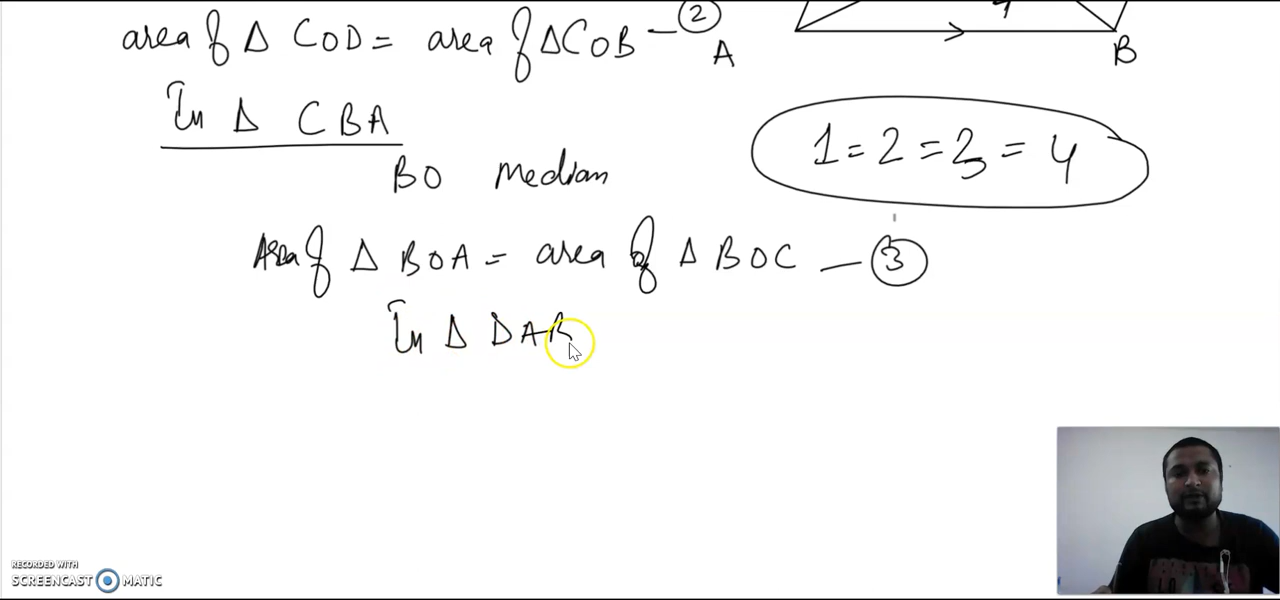 area of Δ COD = area of ΔCOB — ②
A
B
4
In Δ CBA
BO median
1 = 2 = 3 = 4
Area of Δ BOA = area of Δ BOC — ③
In Δ DAB
RECORDED WITH
SCREENCAST MATIC